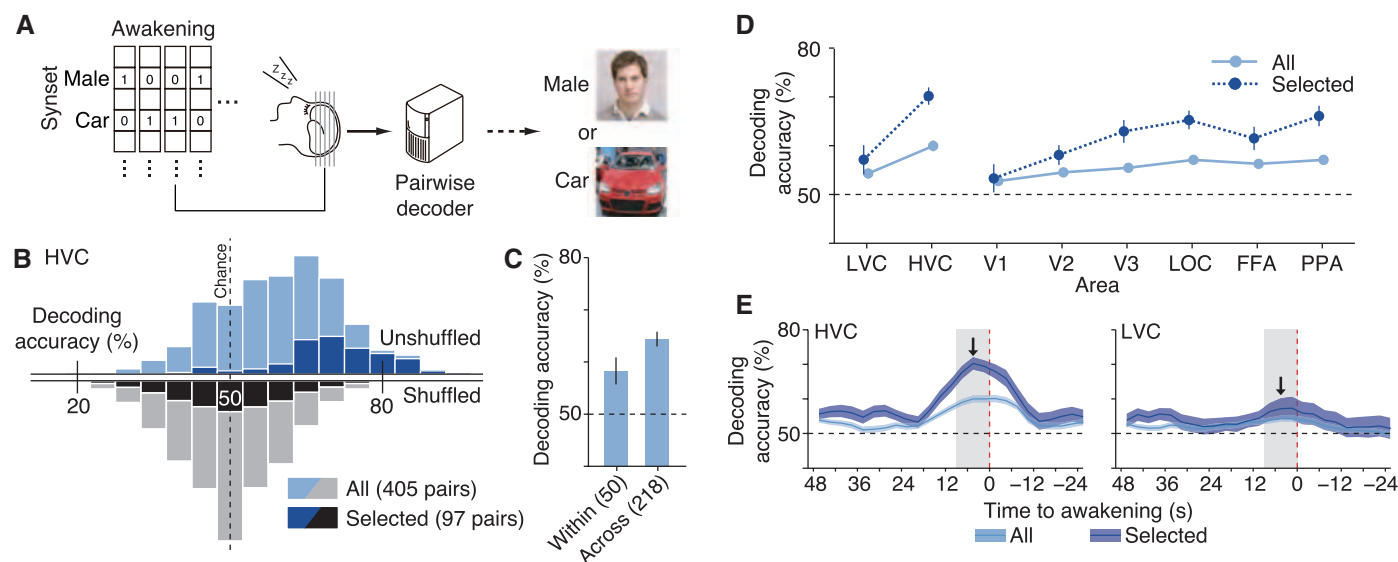 A
Awakening
Synset
Male 1 0 0 1
Car 0 1 1 0
...
Z Z Z
Pairwise
decoder
Male
or
Car
B HVC
Chance
Decoding
accuracy (%)
Unshuffled
Shuffled
20 50 80
All (405 pairs)
Selected (97 pairs)
C
Decoding accuracy (%)
80
50
Within (50)
Across (218)
D
Decoding
accuracy (%)
80
50
All
Selected
LVC HVC V1 V2 V3 LOC FFA PPA
Area
E
Decoding
accuracy (%)
80
50
HVC
48 36 24 12 0 −12 −24
LVC
48 36 24 12 0 −12 −24
Time to awakening (s)
All Selected